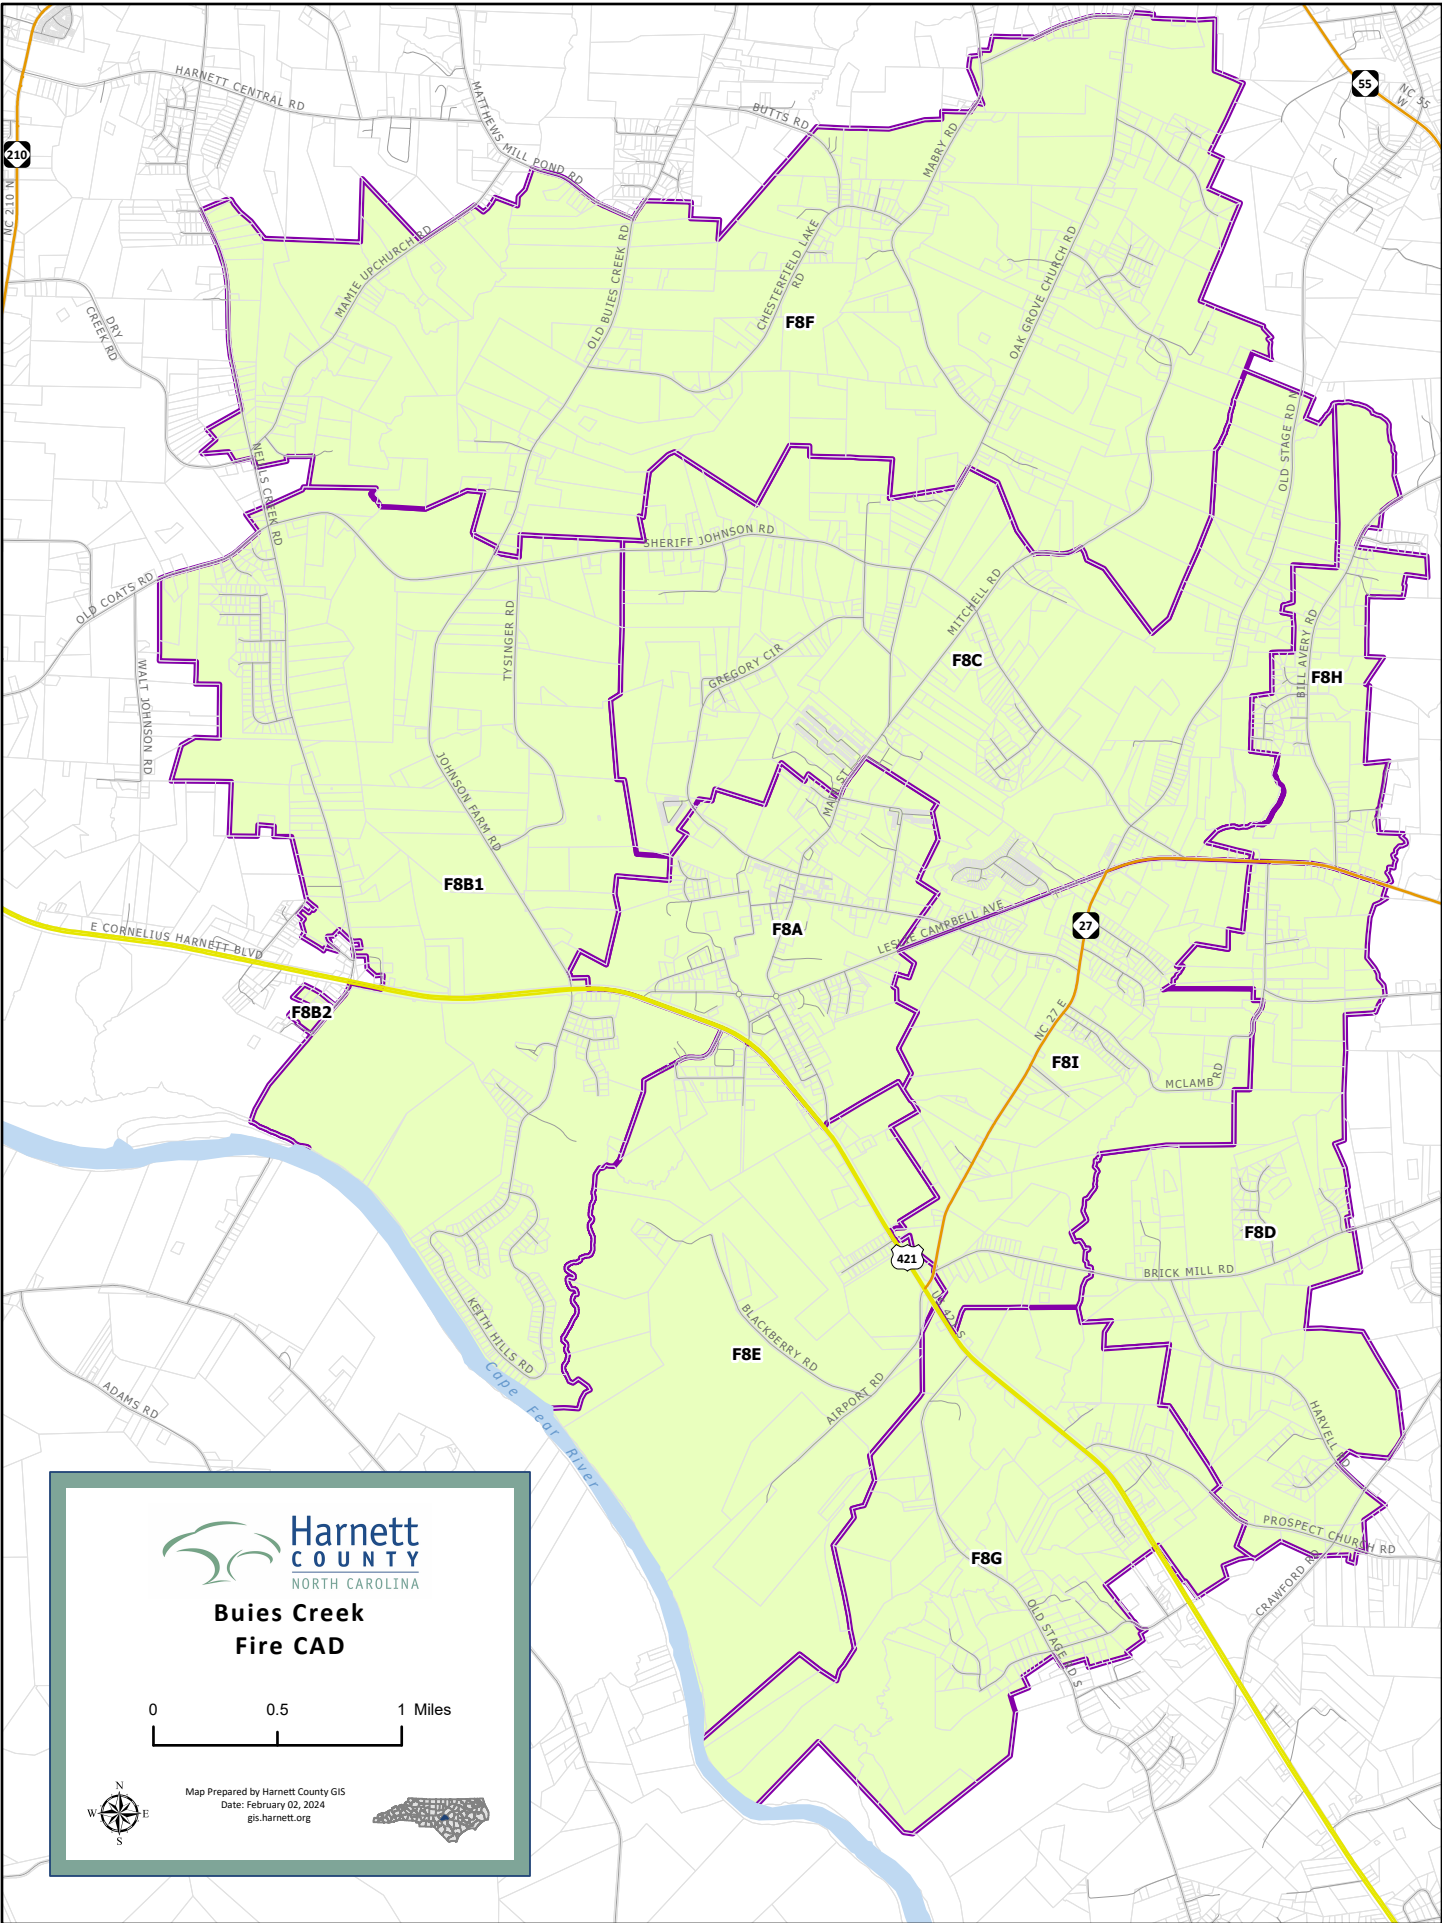 HARNETT CENTRAL RD
MATTHEWS MILL POND RD
BUTTS RD
MABRY RD
55
NC 55
W
210
NC 210 N
MAMIE UPCHURCH RD
OLD BUIES CREEK RD
CHESTERFIELD LAKE
RD
OAK GROVE CHURCH RD
F8F
DRY
CREEK RD
NEILLS CREEK RD
OLD STAGE RD N
SHERIFF JOHNSON RD
OLD COATS RD
TYSINGER RD
MITCHELL RD
WALT JOHNSON RD
GREGORY CIR
F8C
BILL AVERY RD
F8H
JOHNSON FARM RD
MAIN ST
F8B1
F8A
LESLIE CAMPBELL AVE
27
E CORNELIUS HARNETT BLVD
F8B2
NC 27 E
F8I
MCLAMB RD
F8D
421
US 421 S
BRICK MILL RD
KEITH HILLS RD
BLACKBERRY RD
F8E
AIRPORT RD
Cape Fear River
ADAMS RD
HARVELL RD
PROSPECT CHURCH RD
CRAWFORD RD
F8G
OLD STAGE RD S
Harnett
COUNTY
NORTH CAROLINA
Buies Creek
Fire CAD
0 0.5 1 Miles
N
W E
S
Map Prepared by Harnett County GIS
Date: February 02, 2024
gis.harnett.org